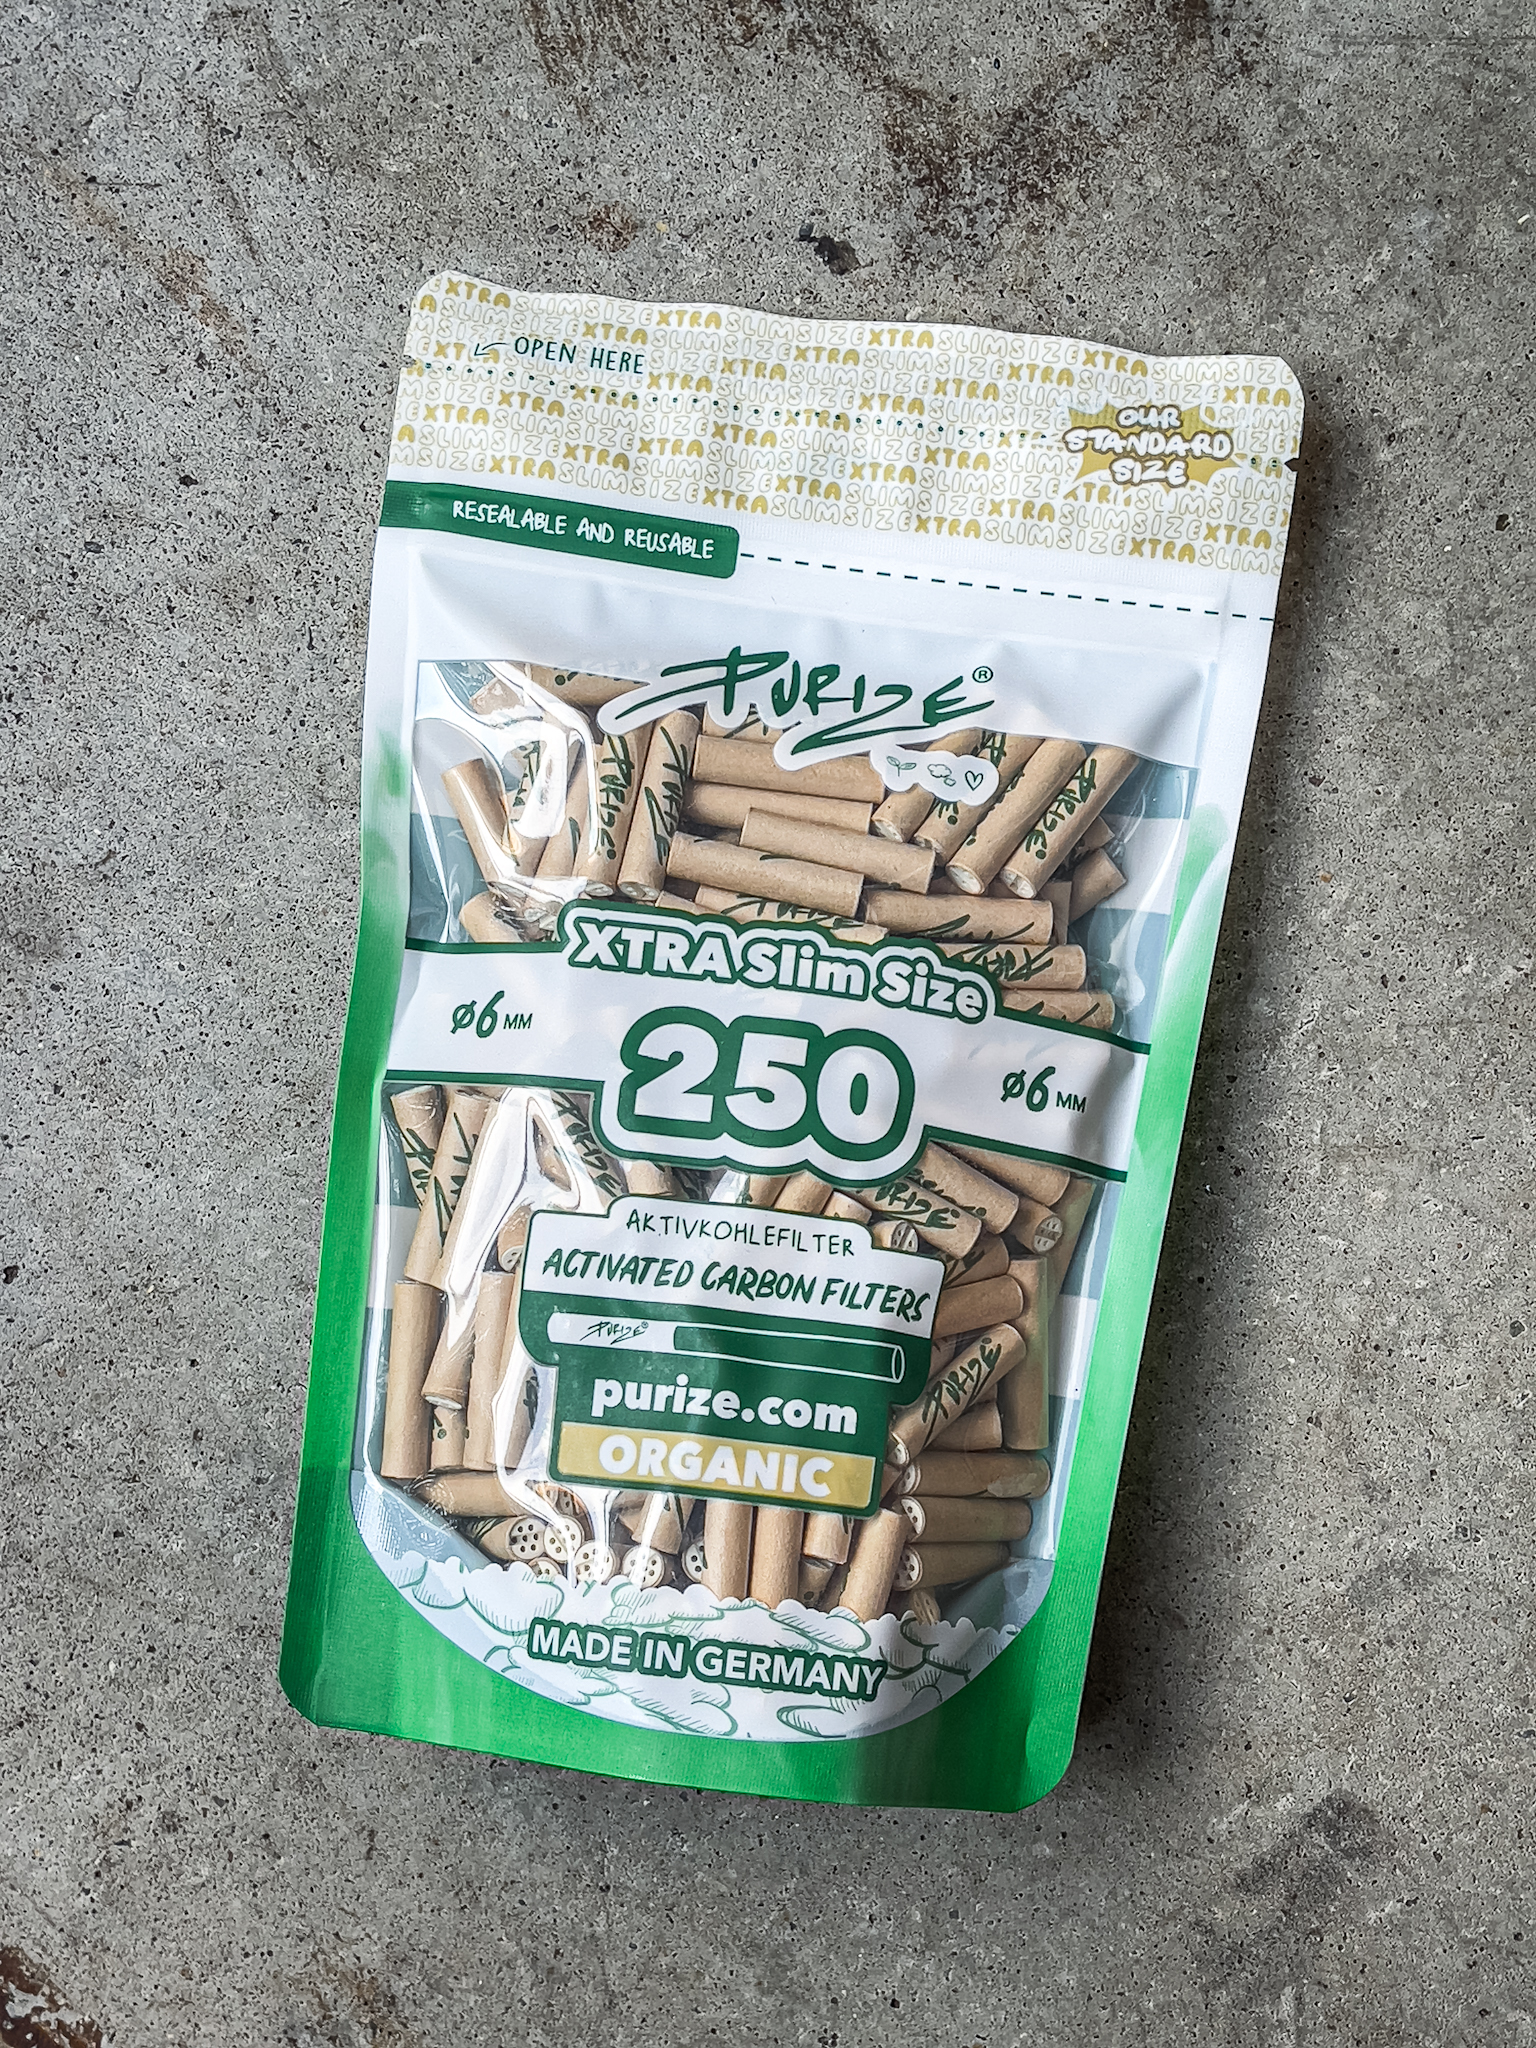 OPEN HERE
XTRA SLIM SIZE
OUR
STANDARD
SIZE
RESEALABLE AND REUSABLE
PURIZE®
XTRA Slim Size
ø6 MM
250
ø6 MM
AKTIVKOHLEFILTER
ACTIVATED CARBON FILTERS
PURIZE®
purize.com
ORGANIC
MADE IN GERMANY